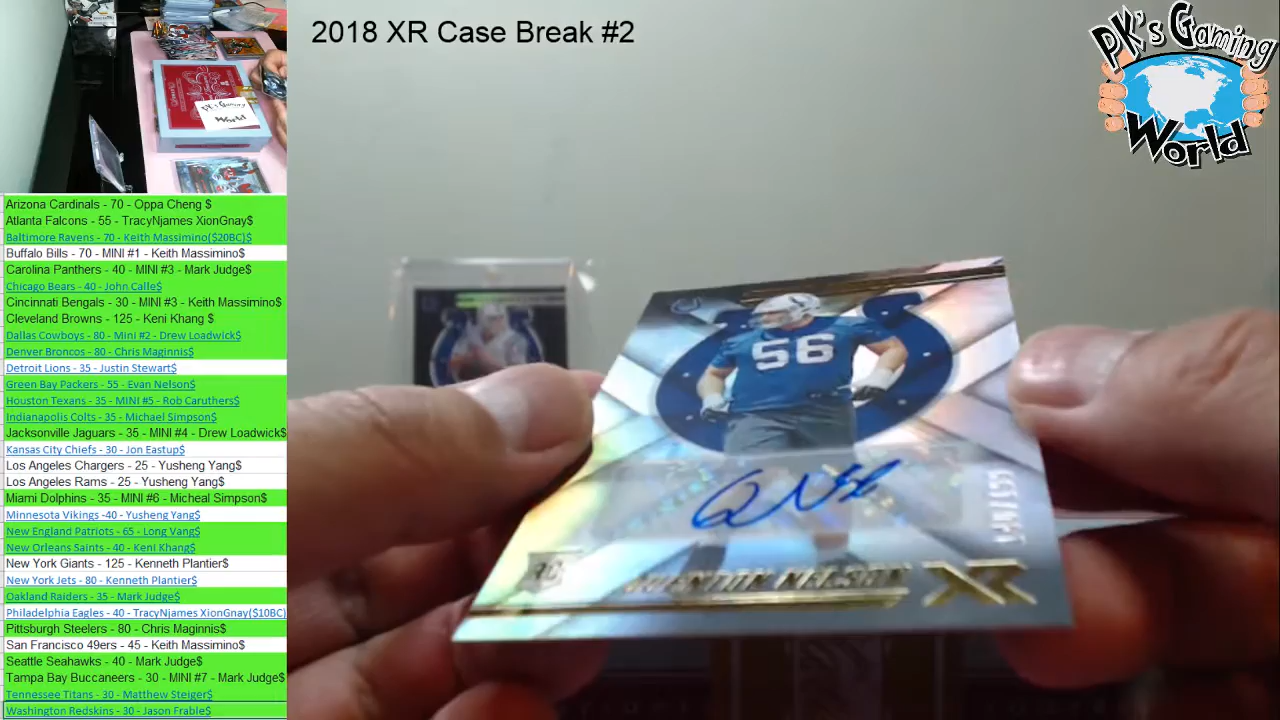 2018 XR Case Break #2
PK's Gaming
World
PK's Gaming
World
Arizona Cardinals - 70 - Oppa Cheng $
Atlanta Falcons - 55 - TracyNjames XionGnay$
Baltimore Ravens - 70 - Keith Massimino($20BC)$
Buffalo Bills - 70 - MINI #1 - Keith Massimino$
Carolina Panthers - 40 - MINI #3 - Mark Judge$
Chicago Bears - 40 - John Calle$
Cincinnati Bengals - 30 - MINI #3 - Keith Massimino$
Cleveland Browns - 125 - Keni Khang $
Dallas Cowboys - 80 - Mini #2 - Drew Loadwick$
Denver Broncos - 80 - Chris Maginnis$
Detroit Lions - 35 - Justin Stewart$
Green Bay Packers - 55 - Evan Nelson$
Houston Texans - 35 - MINI #5 - Rob Caruthers$
Indianapolis Colts - 35 - Michael Simpson$
Jacksonville Jaguars - 35 - MINI #4 - Drew Loadwick$
Kansas City Chiefs - 30 - Jon Eastup$
Los Angeles Chargers - 25 - Yusheng Yang$
Los Angeles Rams - 25 - Yusheng Yang$
Miami Dolphins - 35 - MINI #6 - Micheal Simpson$
Minnesota Vikings -40 - Yusheng Yang$
New England Patriots - 65 - Long Vang$
New Orleans Saints - 40 - Keni Khang$
New York Giants - 125 - Kenneth Plantier$
New York Jets - 80 - Kenneth Plantier$
Oakland Raiders - 35 - Mark Judge$
Philadelphia Eagles - 40 - TracyNjames XionGnay($10BC)
Pittsburgh Steelers - 80 - Chris Maginnis$
San Francisco 49ers - 45 - Keith Massimino$
Seattle Seahawks - 40 - Mark Judge$
Tampa Bay Buccaneers - 30 - MINI #7 - Mark Judge$
Tennessee Titans - 30 - Matthew Steiger$
Washington Redskins - 30 - Jason Frable$
56
QUENTON NELSON
XR